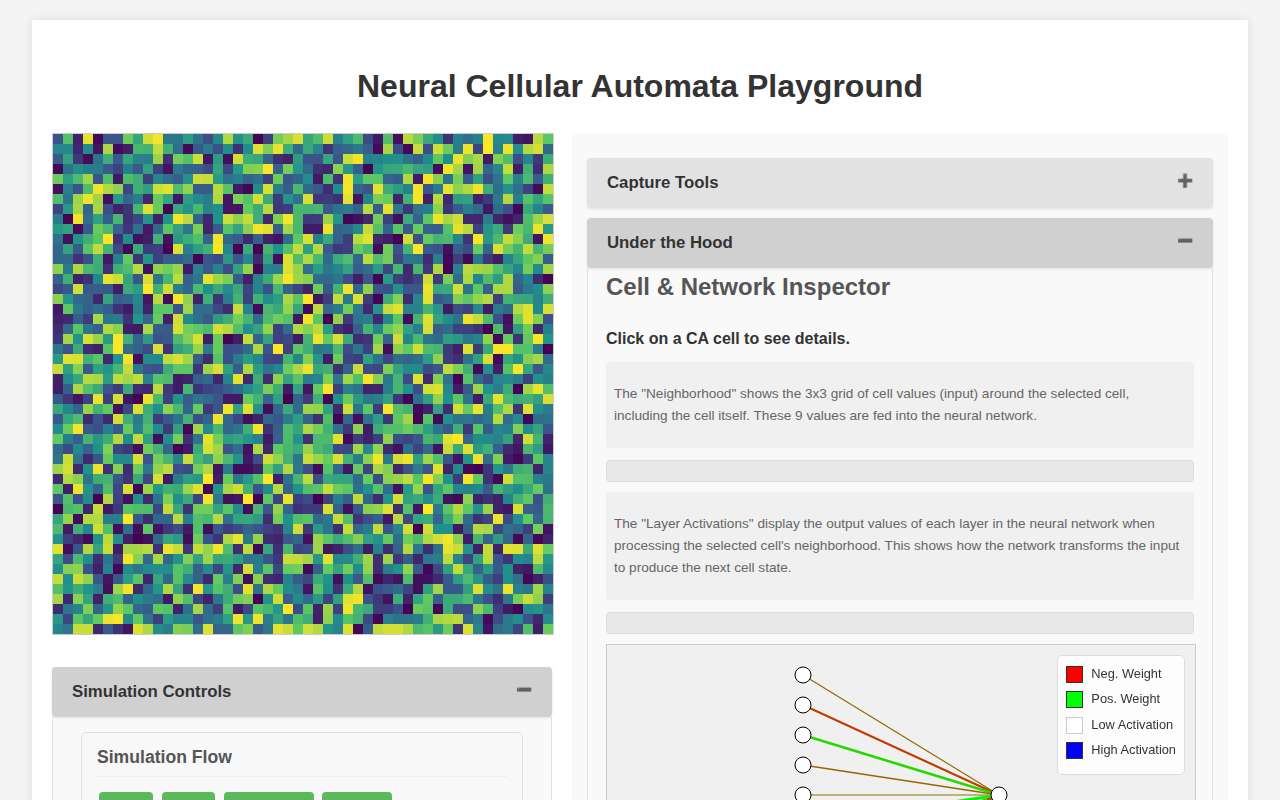 Neural Cellular Automata Playground
Capture Tools
Under the Hood
Cell & Network Inspector
Click on a CA cell to see details.
The "Neighborhood" shows the 3x3 grid of cell values (input) around the selected cell,
including the cell itself. These 9 values are fed into the neural network.
The "Layer Activations" display the output values of each layer in the neural network when
processing the selected cell's neighborhood. This shows how the network transforms the input
to produce the next cell state.
Neg. Weight
Pos. Weight
Low Activation
High Activation
Simulation Controls
Simulation Flow